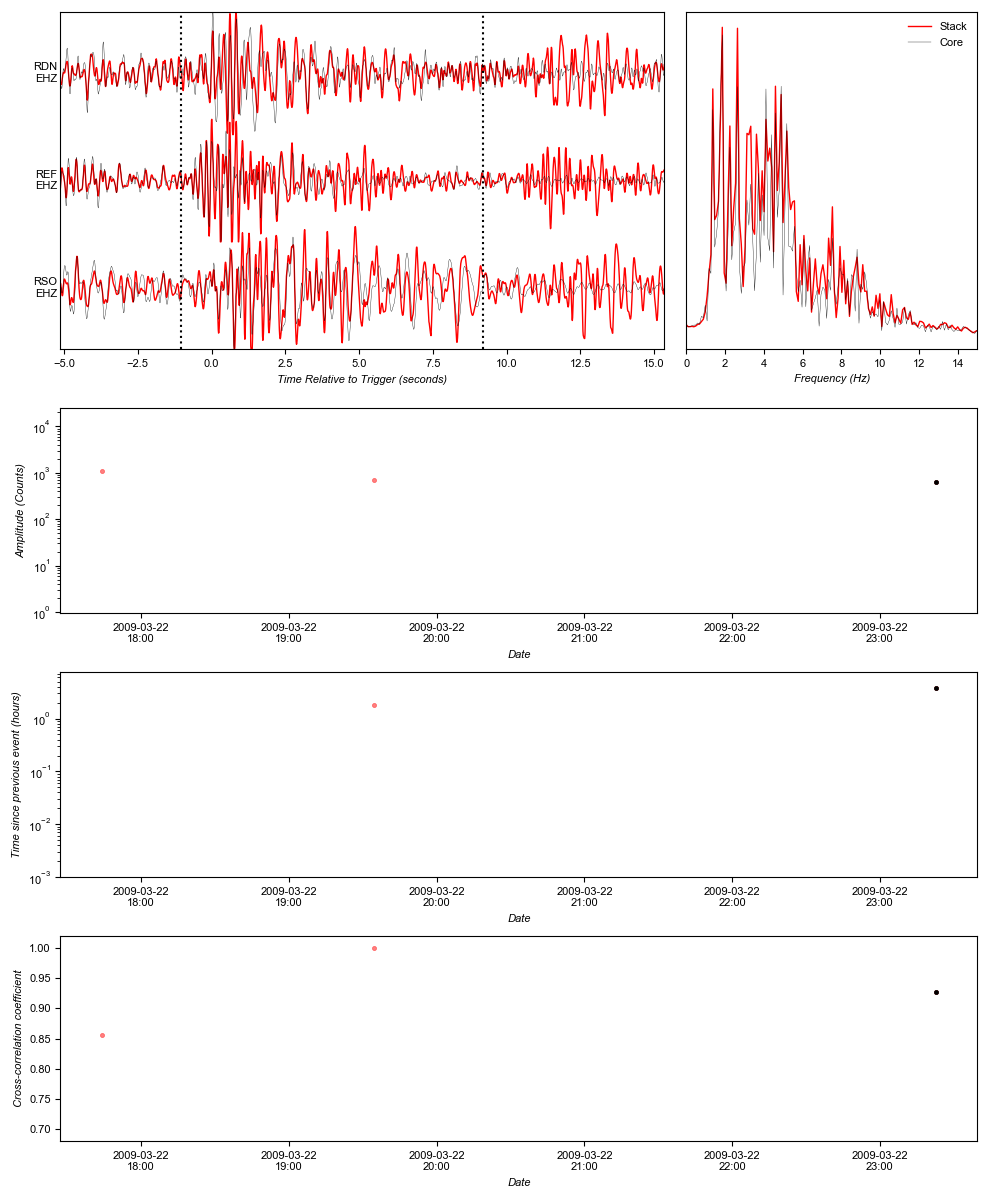 RDN
EHZ
REF
EHZ
RSO
EHZ
−5.0 −2.5 0.0 2.5 5.0 7.5 10.0 12.5 15.0
Time Relative to Trigger (seconds)
Stack
Core
0 2 4 6 8 10 12 14
Frequency (Hz)
10⁴
10³
10²
10¹
10⁰
Amplitude (Counts)
2009-03-22 2009-03-22 2009-03-22 2009-03-22 2009-03-22 2009-03-22
18:00 19:00 20:00 21:00 22:00 23:00
Date
10⁰
10⁻¹
10⁻²
10⁻³
Time since previous event (hours)
2009-03-22 2009-03-22 2009-03-22 2009-03-22 2009-03-22 2009-03-22
18:00 19:00 20:00 21:00 22:00 23:00
Date
1.00
0.95
0.90
0.85
0.80
0.75
0.70
Cross-correlation coefficient
2009-03-22 2009-03-22 2009-03-22 2009-03-22 2009-03-22 2009-03-22
18:00 19:00 20:00 21:00 22:00 23:00
Date